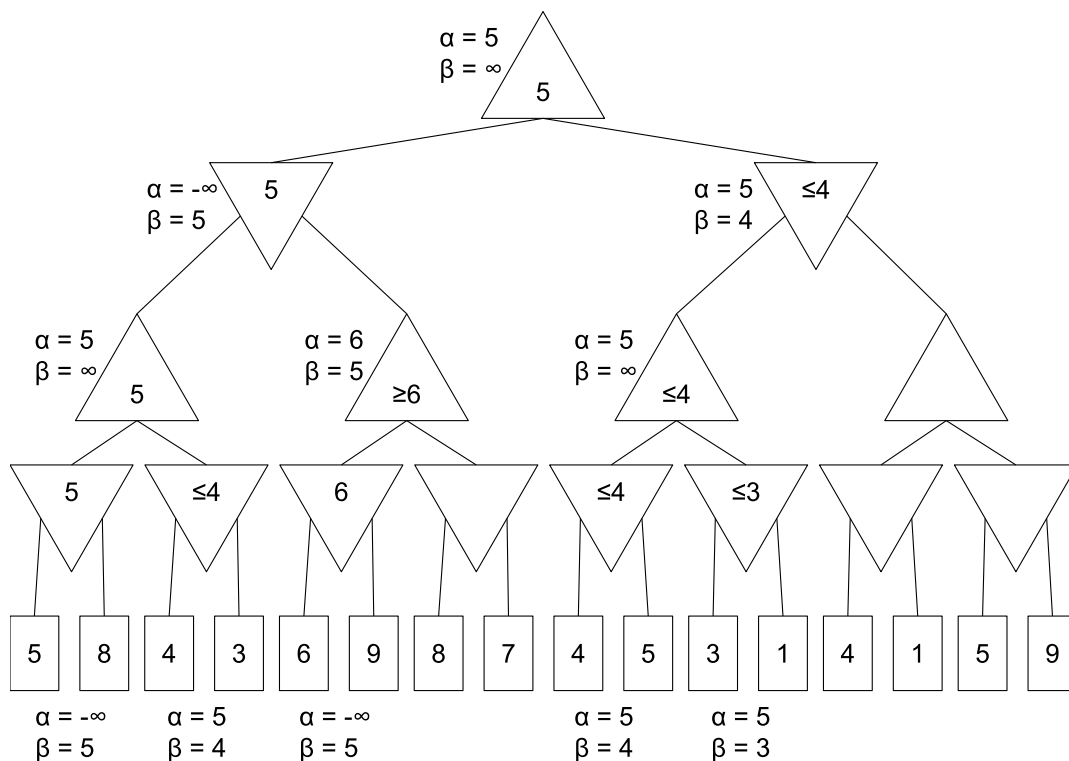 α = 5
β = ∞
5
α = -∞
β = 5
5
α = 5
β = 4
≤4
α = 5
β = ∞
5
α = 6
β = 5
≥6
α = 5
β = ∞
≤4
5 ≤4 6 ≤4 ≤3
5 8 4 3 6 9 8 7 4 5 3 1 4 1 5 9
α = -∞
β = 5
α = 5
β = 4
α = -∞
β = 5
α = 5
β = 4
α = 5
β = 3